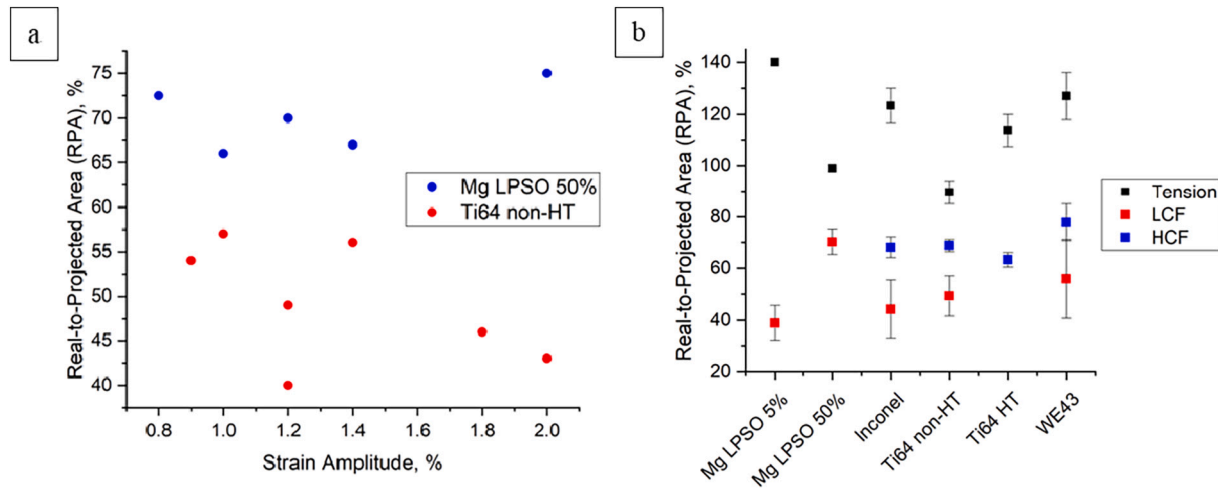 a
Real-to-Projected Area (RPA), %
75
70
65
60
55
50
45
40
0.8 1.0 1.2 1.4 1.6 1.8 2.0
Strain Amplitude, %
Mg LPSO 50%
Ti64 non-HT
b
Real-to-Projected Area (RPA), %
140
120
100
80
60
40
20
Mg LPSO 5%
Mg LPSO 50%
Inconel
Ti64 non-HT
Ti64 HT
WE43
Tension
LCF
HCF